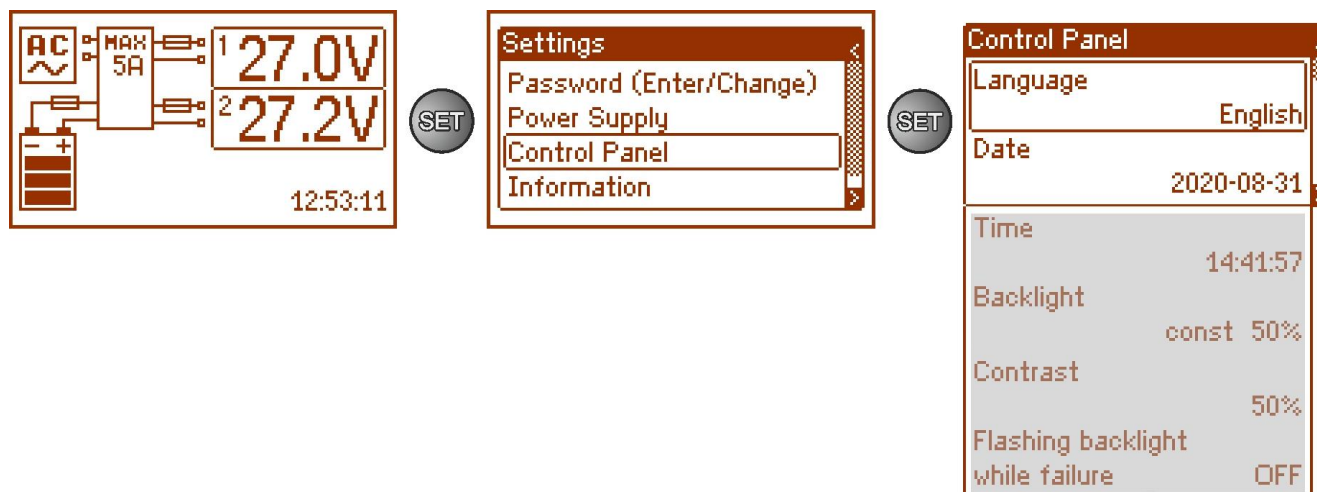 AC
MAX
5A
1 27.0V
2 27.2V
- +
12:53:11
SET
Settings
Password (Enter/Change)
Power Supply
Control Panel
Information
SET
Control Panel
Language
English
Date
2020-08-31
Time
14:41:57
Backlight
const 50%
Contrast
50%
Flashing backlight
while failure OFF